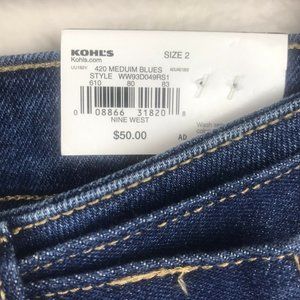 KOHL'S
Kohls.com
SIZE 2
420 MEDUIM BLUES
STYLE WW93D049RS1
610 80 83
0 08866 31820 8
NINE WEST
$50.00
AD